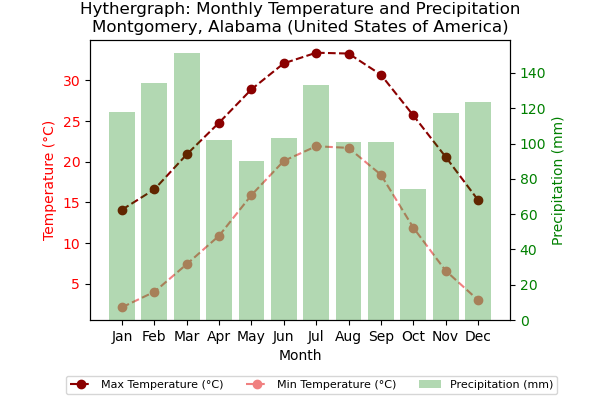 Hythergraph: Monthly Temperature and Precipitation
Montgomery, Alabama (United States of America)
Temperature (°C)
30
25
20
15
10
5
140
120
100
80
60
40
20
0
Precipitation (mm)
Jan Feb Mar Apr May Jun Jul Aug Sep Oct Nov Dec
Month
Max Temperature (°C) Min Temperature (°C) Precipitation (mm)